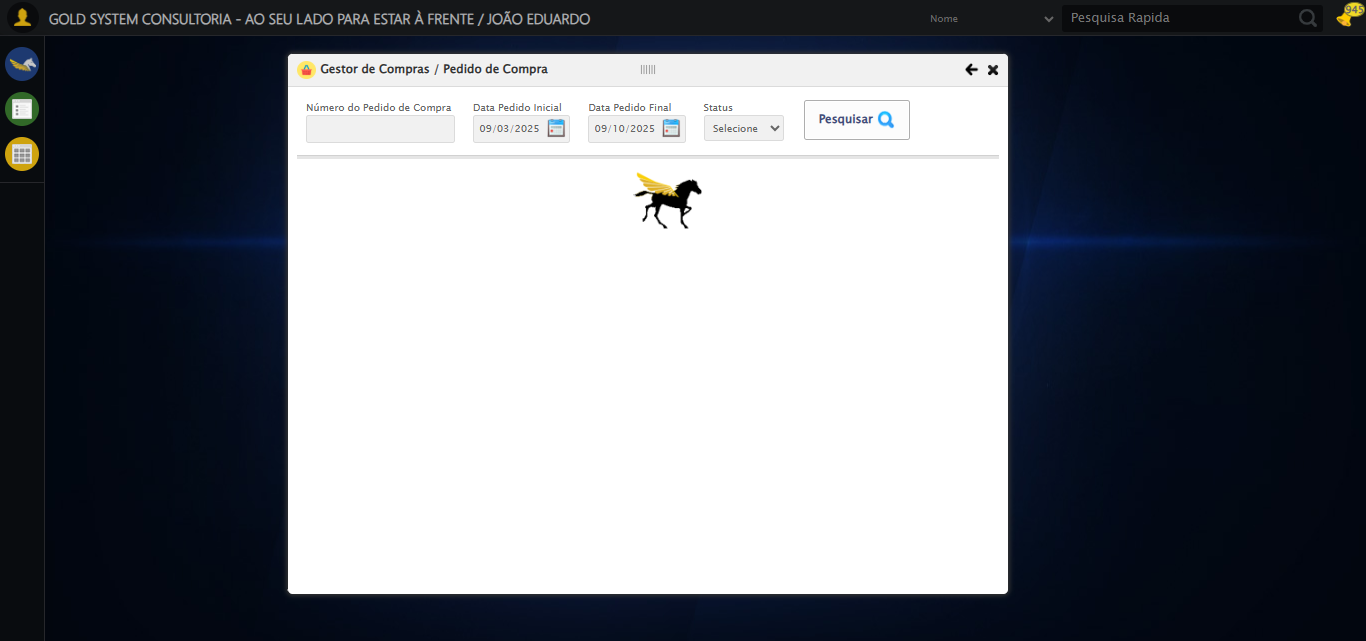 GOLD SYSTEM CONSULTORIA - AO SEU LADO PARA ESTAR À FRENTE / JOÃO EDUARDO
Nome
Pesquisa Rapida
945
Gestor de Compras / Pedido de Compra
Número do Pedido de Compra
Data Pedido Inicial
Data Pedido Final
Status
09/03/2025
09/10/2025
Selecione
Pesquisar